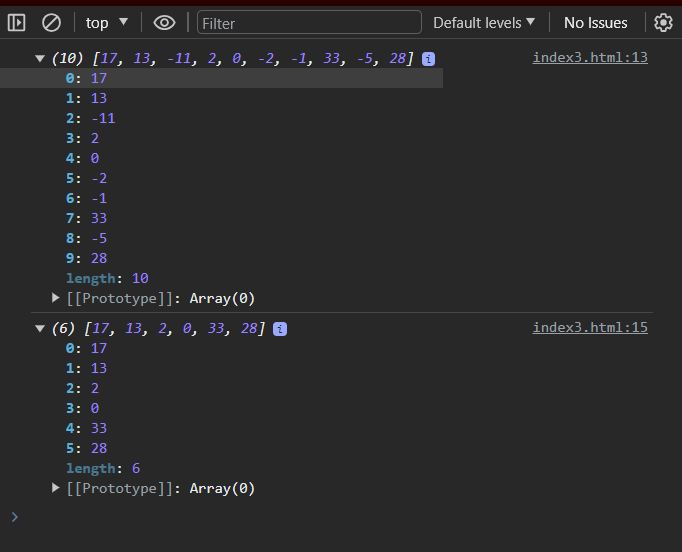 top ▼ Filter Default levels ▼ No Issues
▼ (10) [17, 13, -11, 2, 0, -2, -1, 33, -5, 28] i index3.html:13
0: 17
1: 13
2: -11
3: 2
4: 0
5: -2
6: -1
7: 33
8: -5
9: 28
length: 10
▶ [[Prototype]]: Array(0)
▼ (6) [17, 13, 2, 0, 33, 28] i index3.html:15
0: 17
1: 13
2: 2
3: 0
4: 33
5: 28
length: 6
▶ [[Prototype]]: Array(0)
>